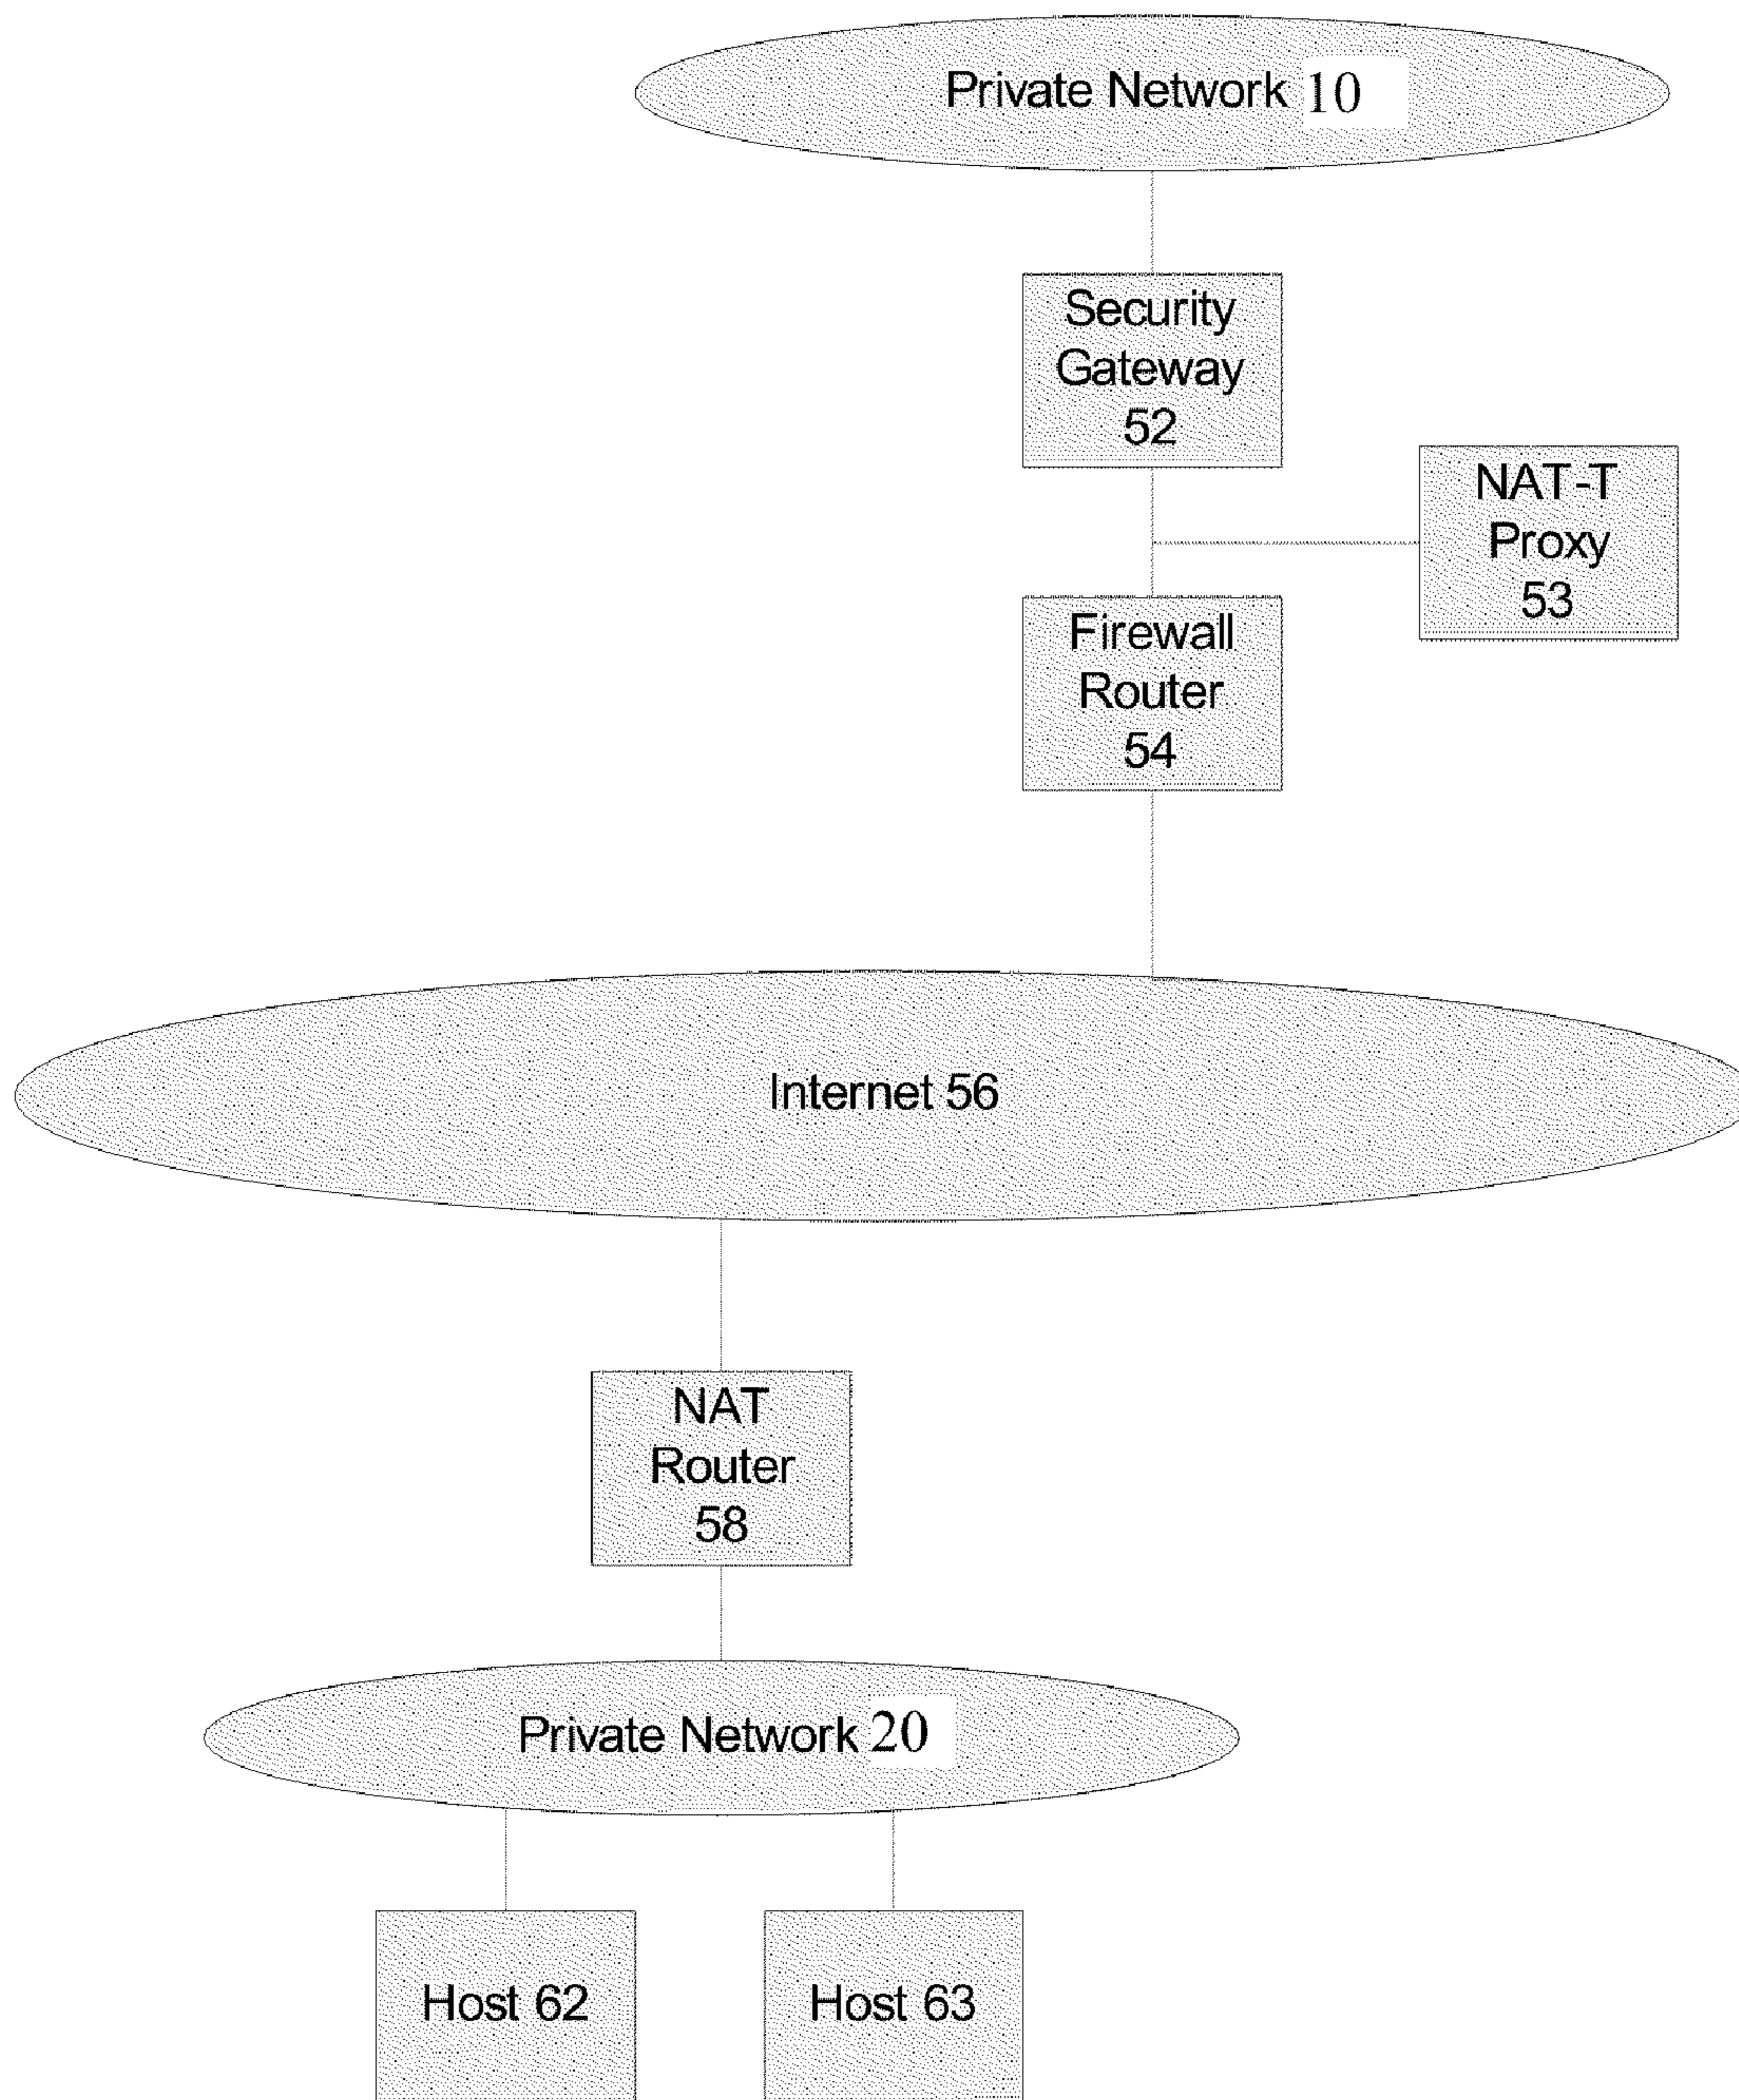 Private Network 10
Security
Gateway
52
NAT-T
Proxy
53
Firewall
Router
54
Internet 56
NAT
Router
58
Private Network 20
Host 62
Host 63